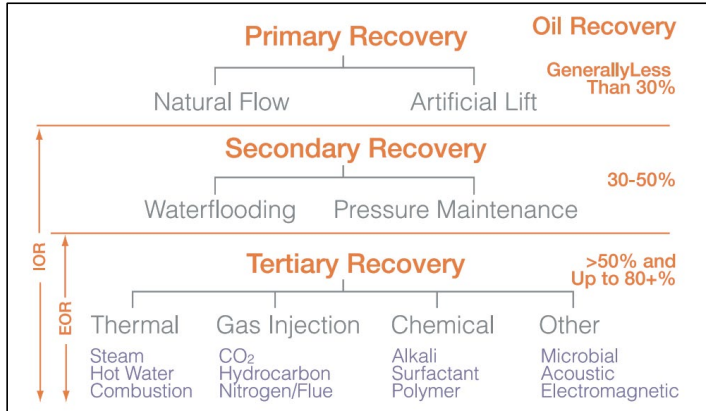 Primary Recovery
Oil Recovery
Natural Flow
Artificial Lift
GenerallyLess
Than 30%
Secondary Recovery
Waterflooding
Pressure Maintenance
30-50%
Tertiary Recovery
>50% and
Up to 80+%
IOR
EOR
Thermal
Steam
Hot Water
Combustion
Gas Injection
CO₂
Hydrocarbon
Nitrogen/Flue
Chemical
Alkali
Surfactant
Polymer
Other
Microbial
Acoustic
Electromagnetic